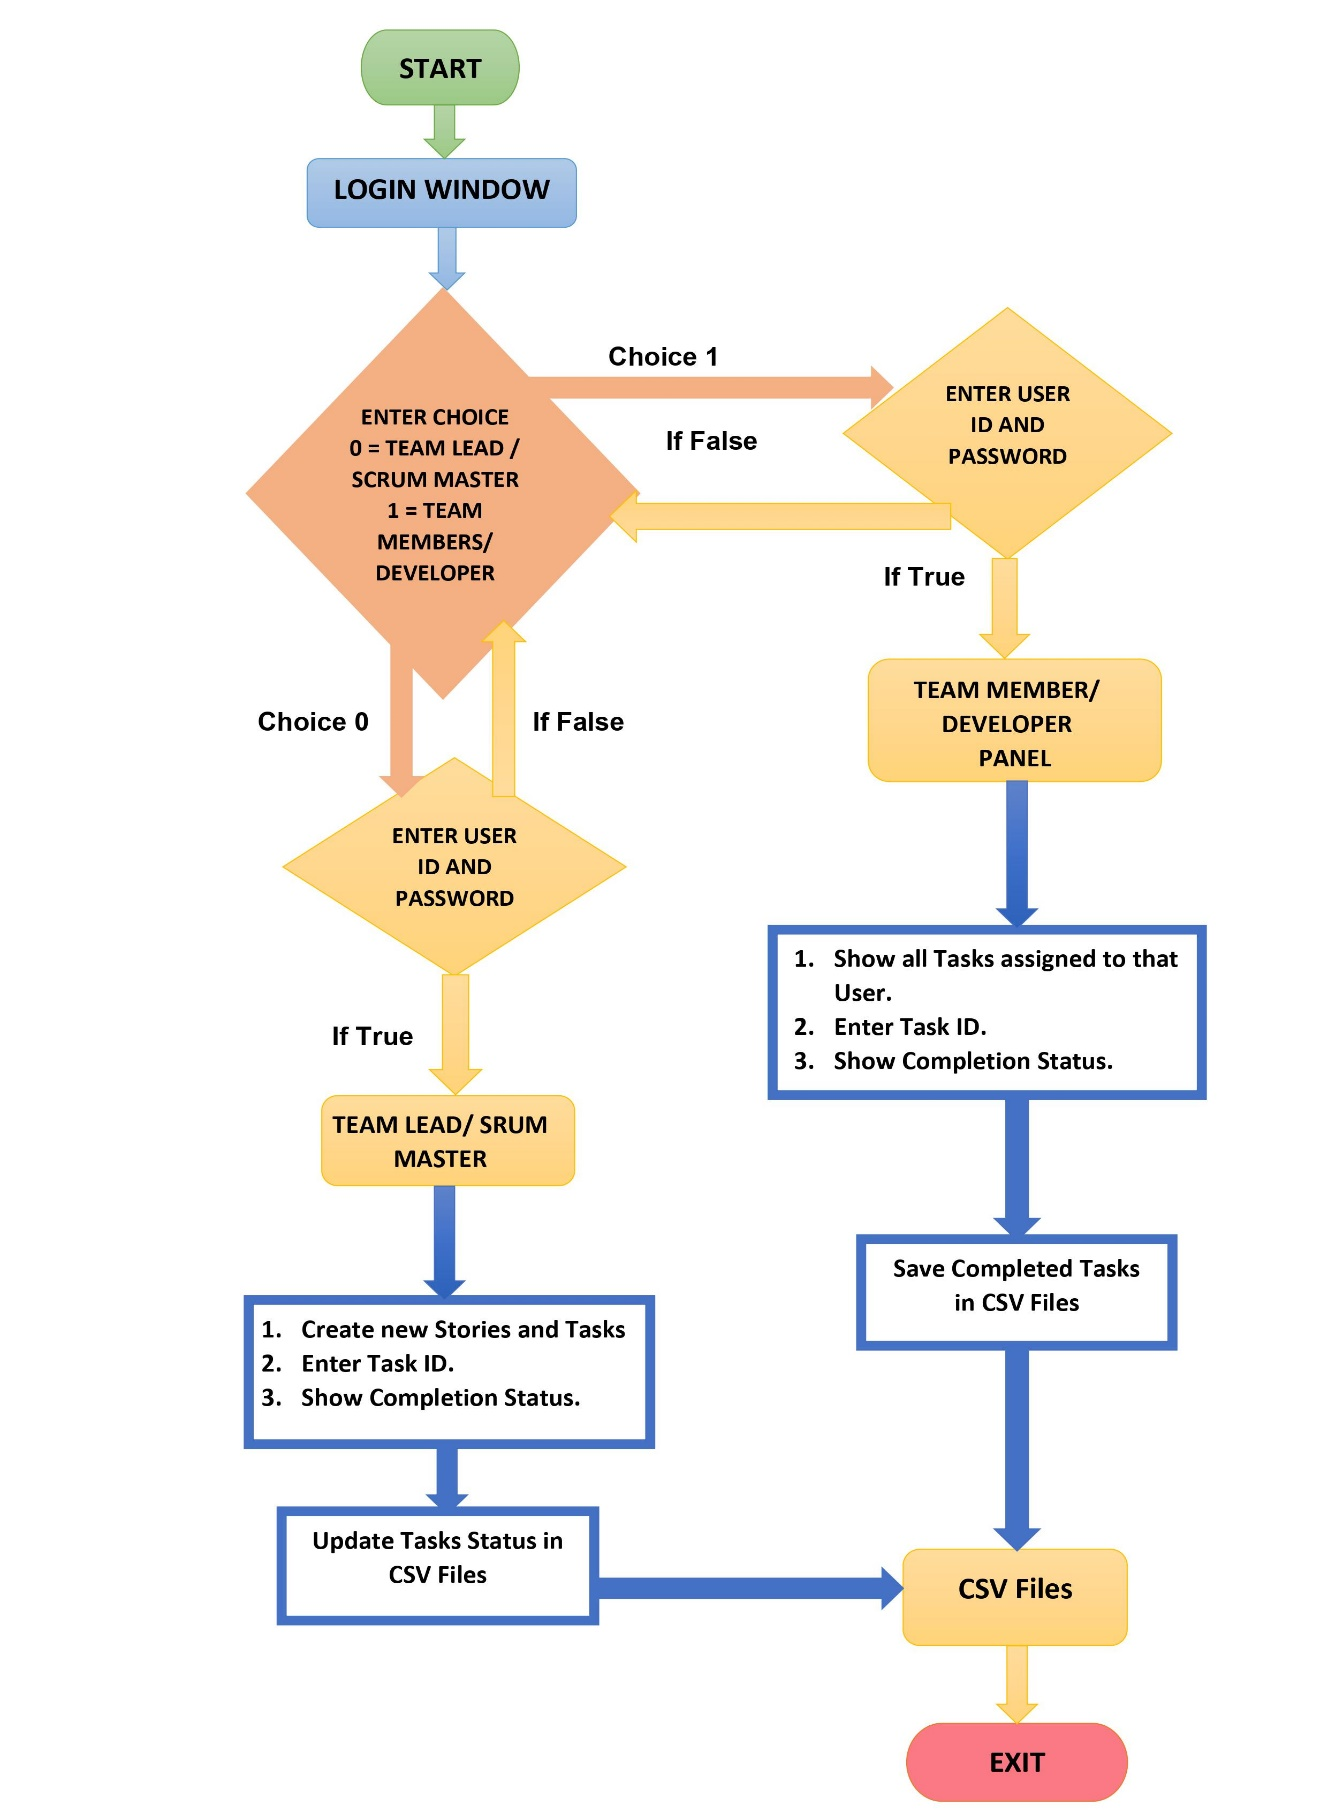 START
LOGIN WINDOW
Choice 1
ENTER CHOICE
0 = TEAM LEAD /
SCRUM MASTER
1 = TEAM
MEMBERS/
DEVELOPER
If False
ENTER USER
ID AND
PASSWORD
If True
TEAM MEMBER/
DEVELOPER
PANEL
1. Show all Tasks assigned to that
User.
2. Enter Task ID.
3. Show Completion Status.
Save Completed Tasks
in CSV Files
Choice 0
If False
ENTER USER
ID AND
PASSWORD
If True
TEAM LEAD/ SRUM
MASTER
1. Create new Stories and Tasks
2. Enter Task ID.
3. Show Completion Status.
Update Tasks Status in
CSV Files
CSV Files
EXIT